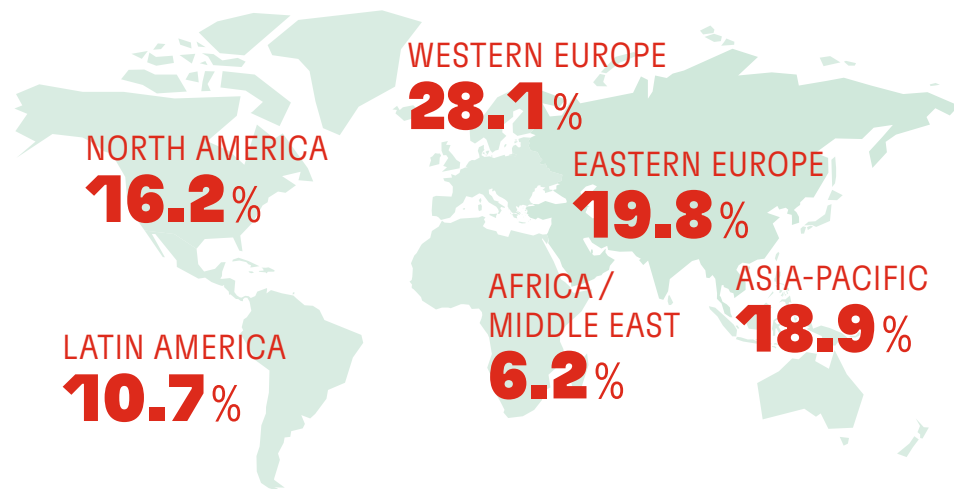 WESTERN EUROPE
28.1%
NORTH AMERICA
16.2%
EASTERN EUROPE
19.8%
AFRICA/
MIDDLE EAST
6.2%
ASIA-PACIFIC
18.9%
LATIN AMERICA
10.7%